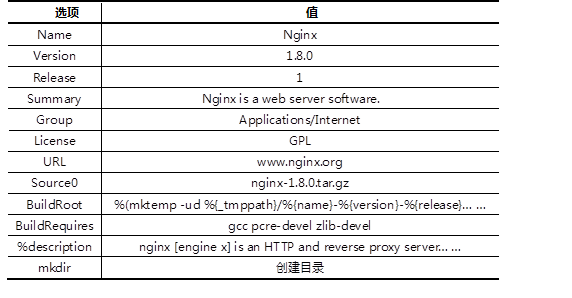 选项 值
Name Nginx
Version 1.8.0
Release 1
Summary Nginx is a web server software.
Group Applications/Internet
License GPL
URL www.nginx.org
Source0 nginx-1.8.0.tar.gz
BuildRoot %(mktemp -ud %{_tmppath}/%{name}-%{version}-%{release}... ...
BuildRequires gcc pcre-devel zlib-devel
%description nginx [engine x] is an HTTP and reverse proxy server... ...
mkdir 创建目录